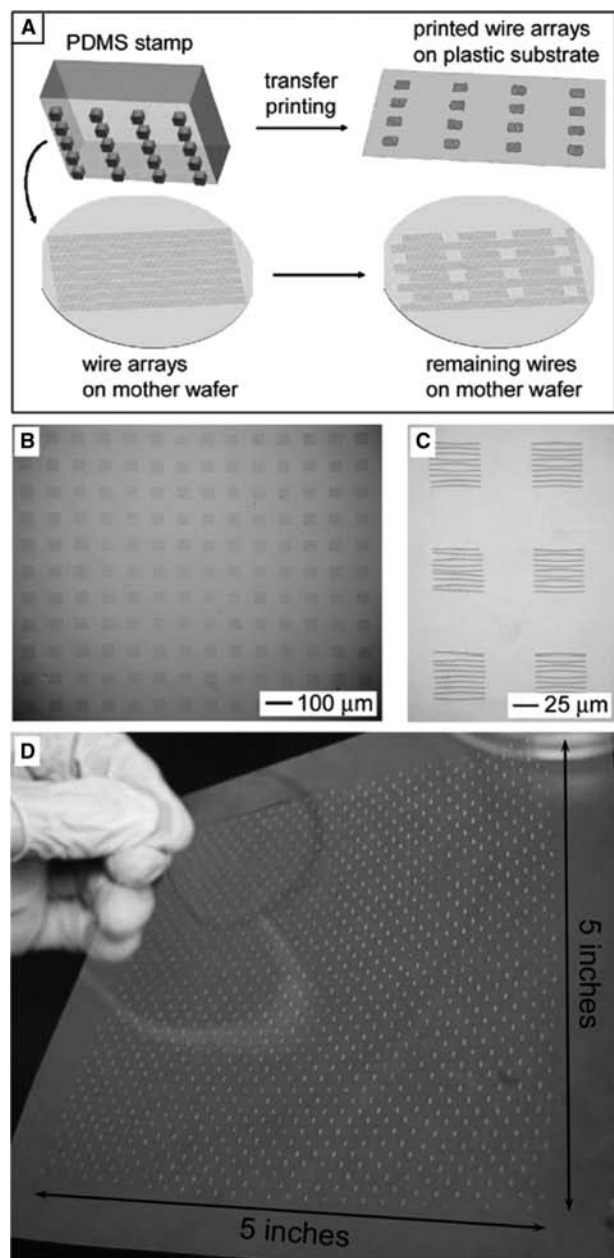 A
PDMS stamp
transfer
printing
printed wire arrays
on plastic substrate
wire arrays
on mother wafer
remaining wires
on mother wafer
B
100 μm
C
25 μm
D
5 inches
5 inches